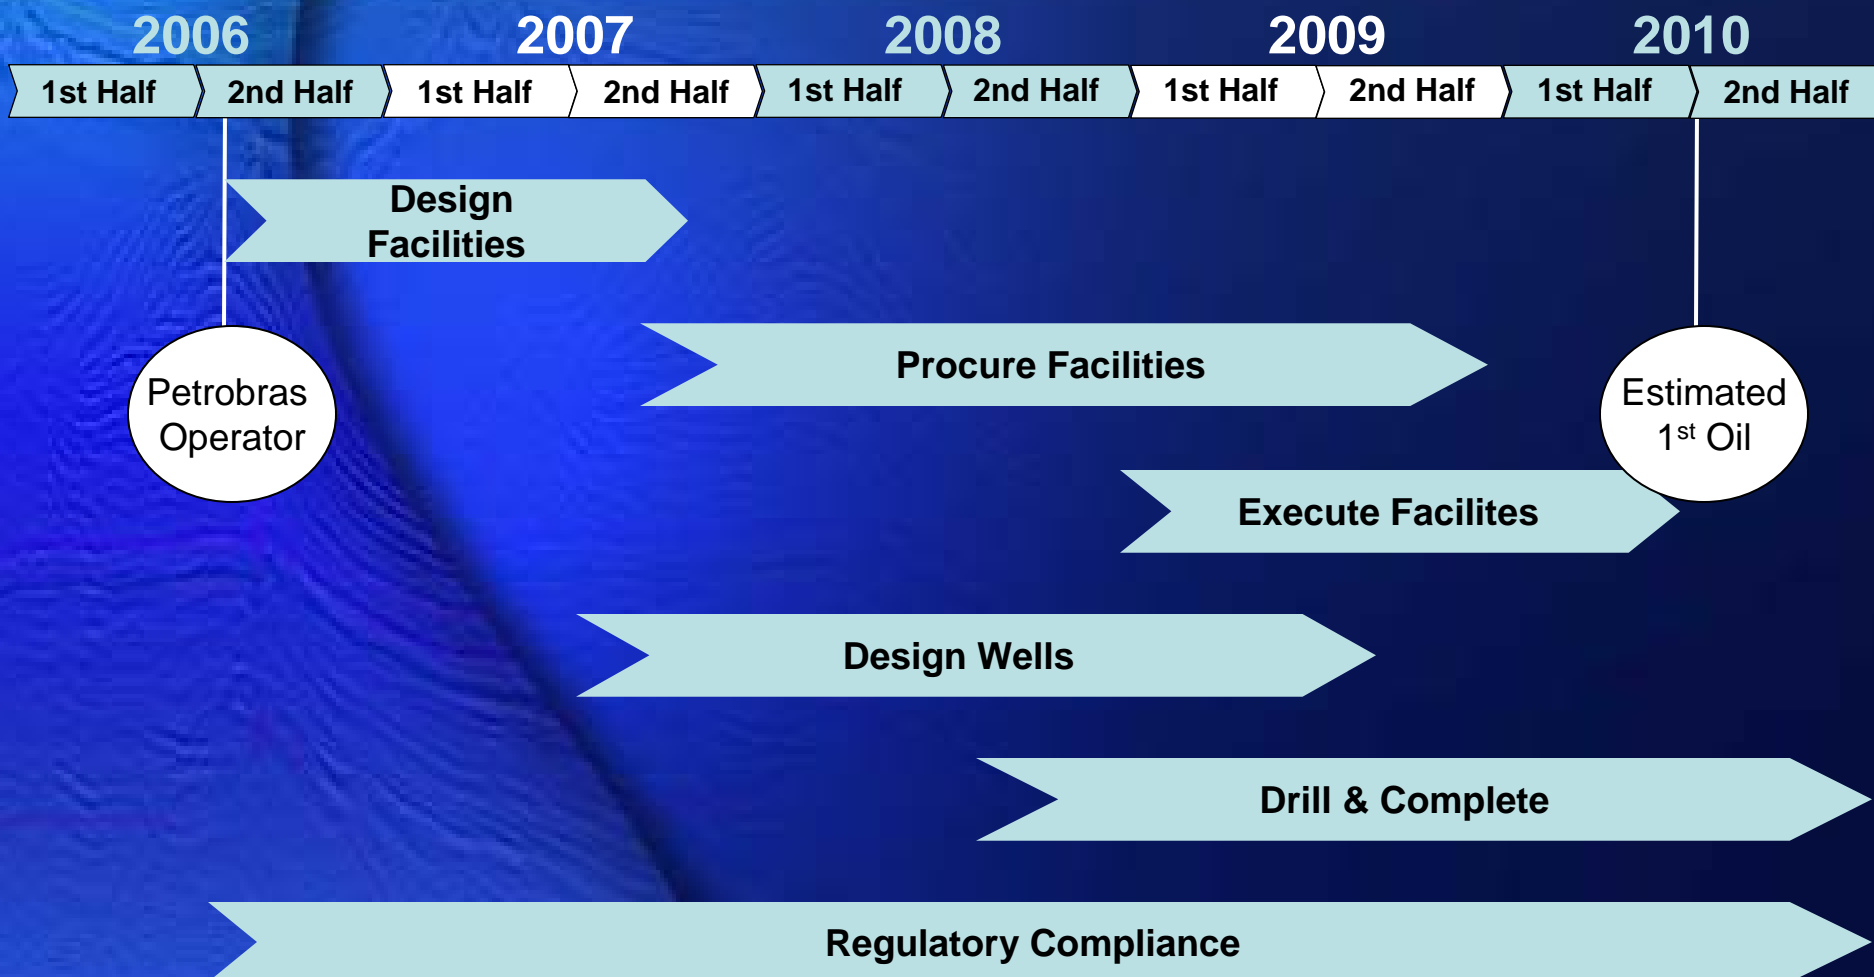 2006 2007 2008 2009 2010
1st Half 2nd Half 1st Half 2nd Half 1st Half 2nd Half 1st Half 2nd Half 1st Half 2nd Half
Design
Facilities
Procure Facilities
Petrobras
Operator
Estimated
1st Oil
Execute Facilites
Design Wells
Drill & Complete
Regulatory Compliance